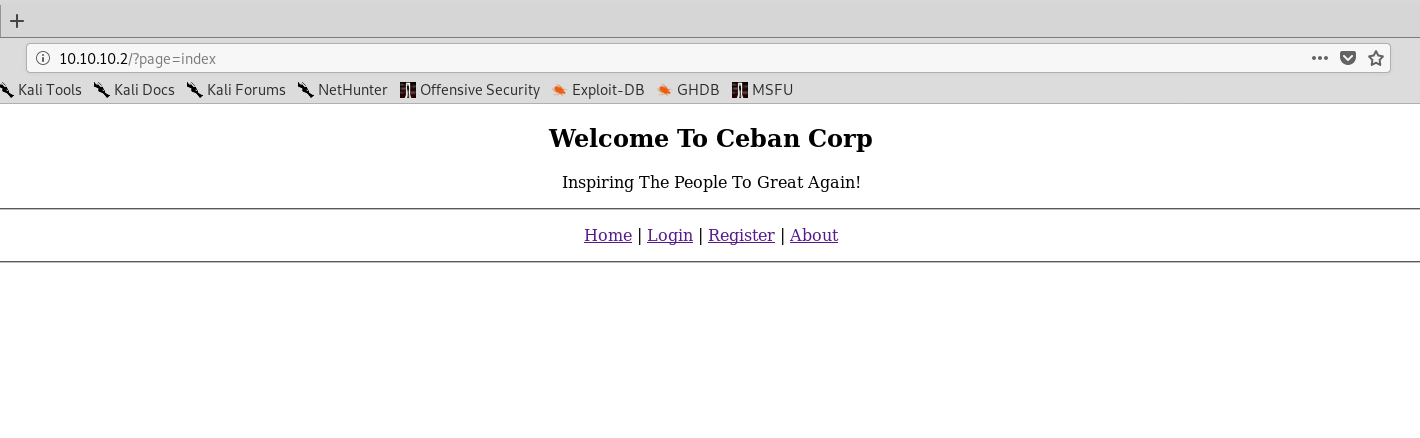 10.10.10.2/?page=index
Kali Tools Kali Docs Kali Forums NetHunter Offensive Security Exploit-DB GHDB MSFU
Welcome To Ceban Corp
Inspiring The People To Great Again!
Home | Login | Register | About